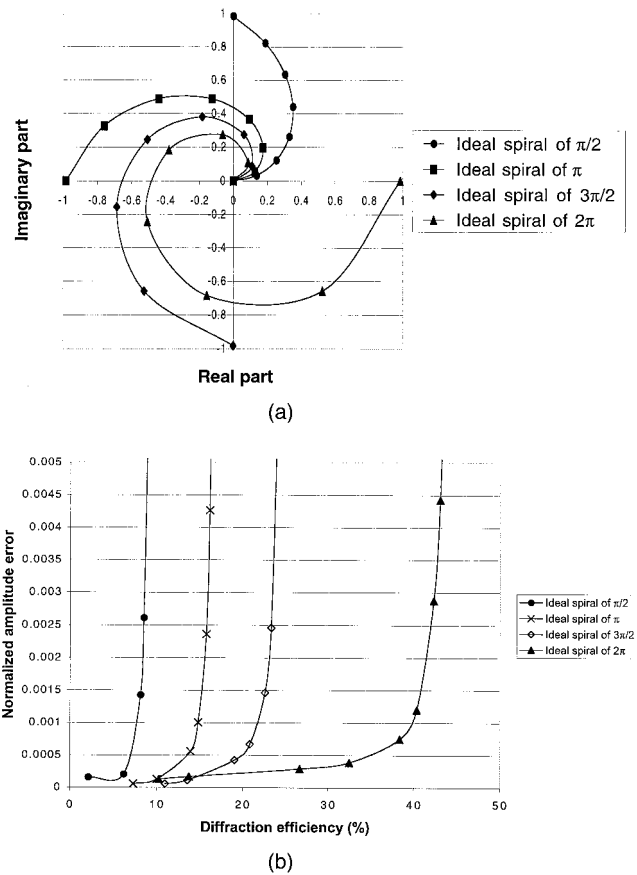 1
0.8
0.6
0.4
0.2
0
-1 -0.8 -0.6 -0.4 -0.2 0 0.2 0.4 0.6 0.8 1
-0.2
-0.4
-0.6
-0.8
-1
Imaginary part
Real part
Ideal spiral of π/2
Ideal spiral of π
Ideal spiral of 3π/2
Ideal spiral of 2π
(a)
0.005
0.0045
0.004
0.0035
0.003
0.0025
0.002
0.0015
0.001
0.0005
0
0 10 20 30 40 50
Normalized amplitude error
Diffraction efficiency (%)
Ideal spiral of π/2
Ideal spiral of π
Ideal spiral of 3π/2
Ideal spiral of 2π
(b)